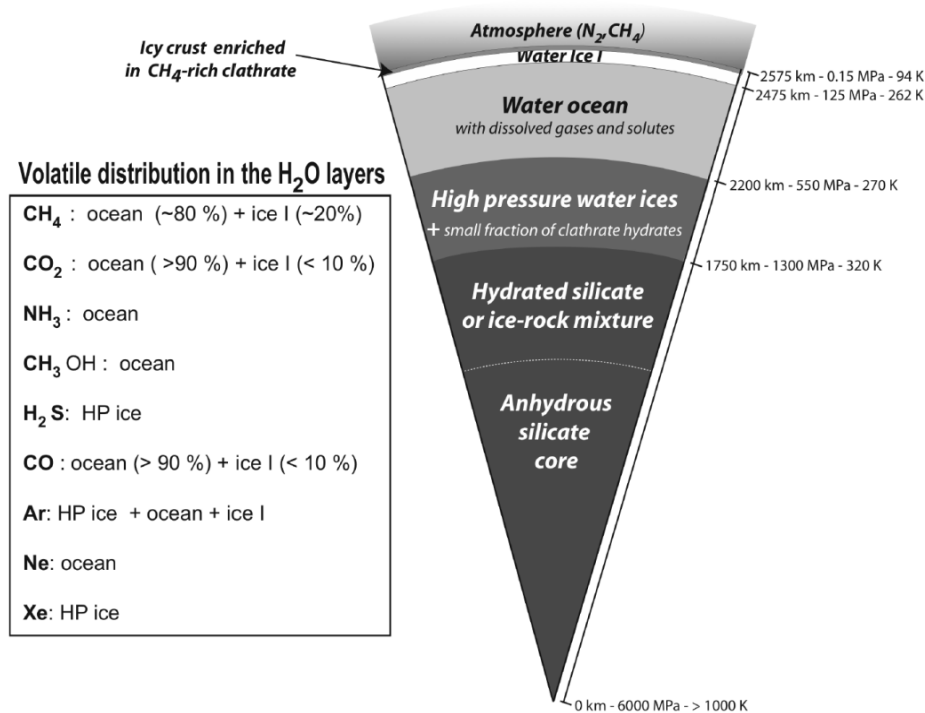 Atmosphere (N2,CH4)
Icy crust enriched
in CH4-rich clathrate
Water Ice I
2575 km - 0.15 MPa - 94 K
2475 km - 125 MPa - 262 K
Water ocean
with dissolved gases and solutes
Volatile distribution in the H2O layers
2200 km - 550 MPa - 270 K
High pressure water ices
+ small fraction of clathrate hydrates
1750 km - 1300 MPa - 320 K
Hydrated silicate
or ice-rock mixture
Anhydrous
silicate
core
0 km - 6000 MPa - > 1000 K
CH4 : ocean (~80 %) + ice I (~20%)
CO2 : ocean ( >90 %) + ice I (< 10 %)
NH3 : ocean
CH3 OH : ocean
H2 S: HP ice
CO : ocean (> 90 %) + ice I (< 10 %)
Ar: HP ice + ocean + ice I
Ne: ocean
Xe: HP ice